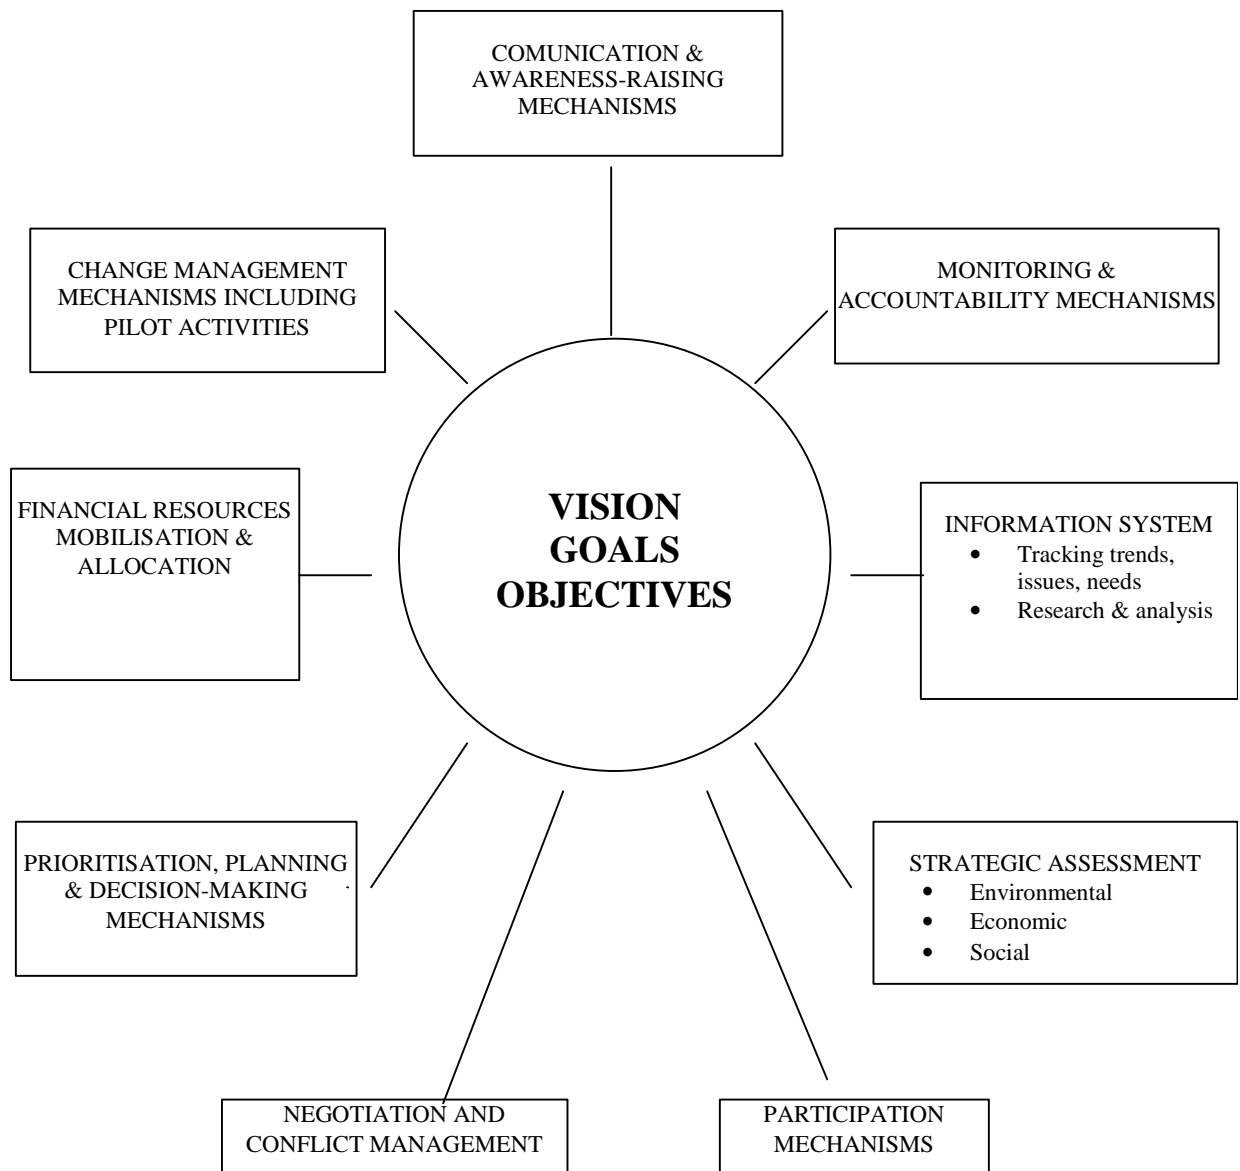 COMUNICATION &
AWARENESS-RAISING
MECHANISMS
CHANGE MANAGEMENT
MECHANISMS INCLUDING
PILOT ACTIVITIES
MONITORING &
ACCOUNTABILITY MECHANISMS
FINANCIAL RESOURCES
MOBILISATION &
ALLOCATION
VISION
GOALS
OBJECTIVES
INFORMATION SYSTEM
• Tracking trends,
issues, needs
• Research & analysis
PRIORITISATION, PLANNING
& DECISION-MAKING
MECHANISMS
STRATEGIC ASSESSMENT
• Environmental
• Economic
• Social
NEGOTIATION AND
CONFLICT MANAGEMENT
PARTICIPATION
MECHANISMS